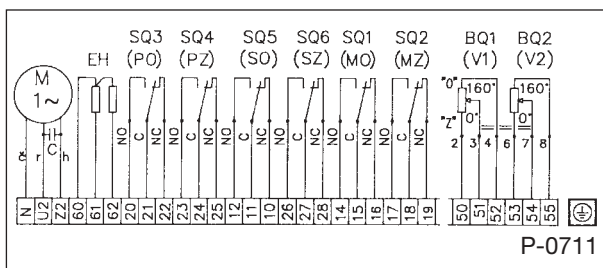 SQ3 SQ4 SQ5 SQ6 SQ1 SQ2 BQ1 BQ2
EH (PO) (PZ) (SO) (SZ) (MO) (MZ) (V1) (V2)
M
1~
"O" 160° 160°
"Z" 0° 0°
NO C NC NO C NC NO C NC NO C NC NO C NC NO C NC 2 3 4 6 7 8
č r C h
N U2 Z2 60 61 62 20 21 22 23 24 25 12 11 10 26 27 28 14 15 16 17 18 19 50 51 52 53 54 55
P-0711